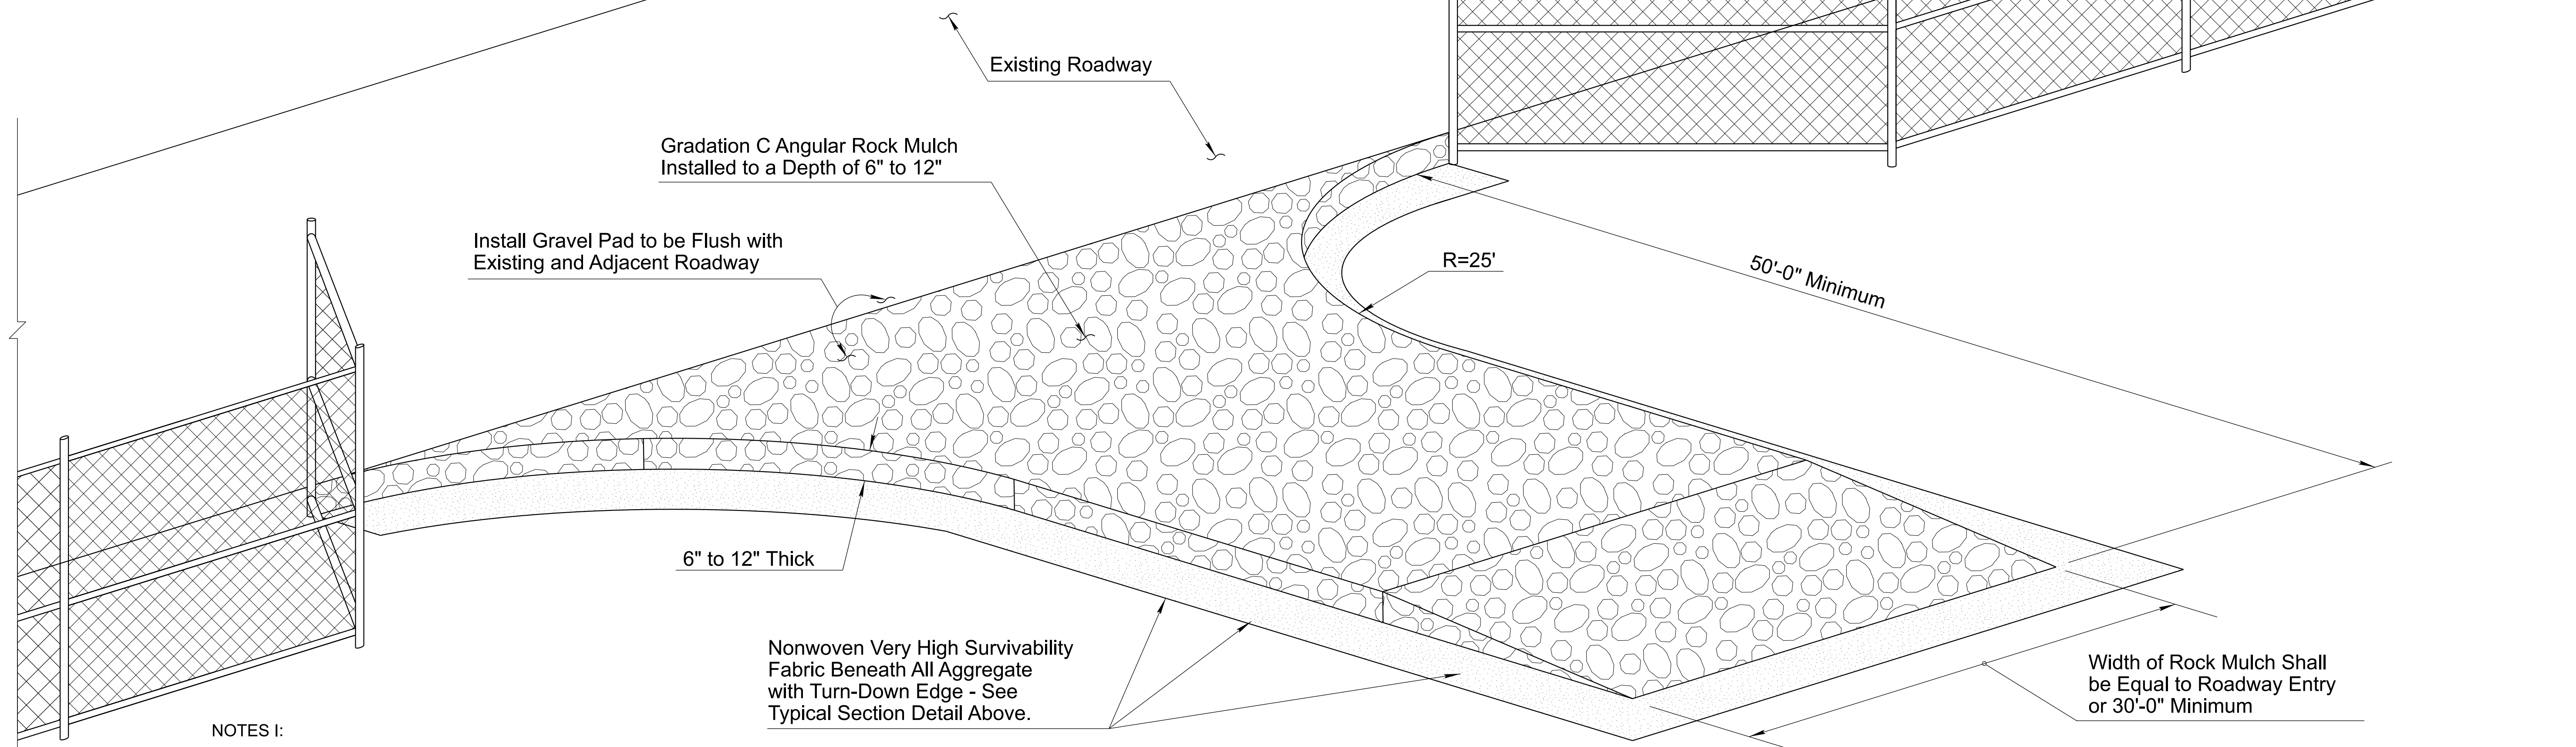 Existing Roadway
Gradation C Angular Rock Mulch
Installed to a Depth of 6" to 12"
Install Gravel Pad to be Flush with
Existing and Adjacent Roadway
R=25'
50'-0" Minimum
6" to 12" Thick
Nonwoven Very High Survivability
Fabric Beneath All Aggregate
with Turn-Down Edge - See
Typical Section Detail Above.
Width of Rock Mulch Shall
be Equal to Roadway Entry
or 30'-0" Minimum
NOTES I: